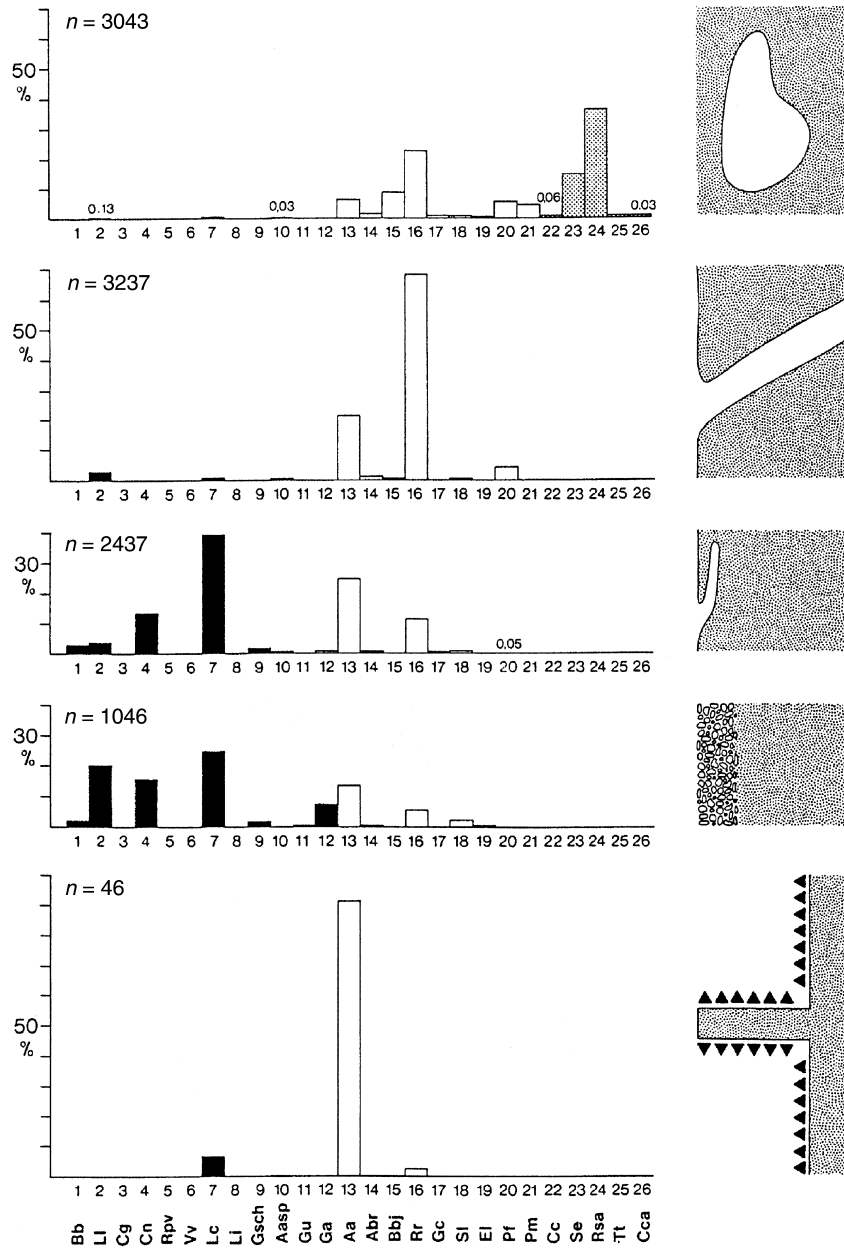 n = 3043
50
%
0.13
0,03
0,06
0.03
1 2 3 4 5 6 7 8 9 10 11 12 13 14 15 16 17 18 19 20 21 22 23 24 25 26
n = 3237
50
%
1 2 3 4 5 6 7 8 9 10 11 12 13 14 15 16 17 18 19 20 21 22 23 24 25 26
n = 2437
30
%
0.05
1 2 3 4 5 6 7 8 9 10 11 12 13 14 15 16 17 18 19 20 21 22 23 24 25 26
n = 1046
30
%
1 2 3 4 5 6 7 8 9 10 11 12 13 14 15 16 17 18 19 20 21 22 23 24 25 26
n = 46
50
%
1 2 3 4 5 6 7 8 9 10 11 12 13 14 15 16 17 18 19 20 21 22 23 24 25 26
Bb Ll Cg Cn Rpv Vv Lc Li Gsch Aasp Gu Ga Aa Abr Bbj Rr Gc Sl El Pf Pm Cc Se Rsa Tt Cca